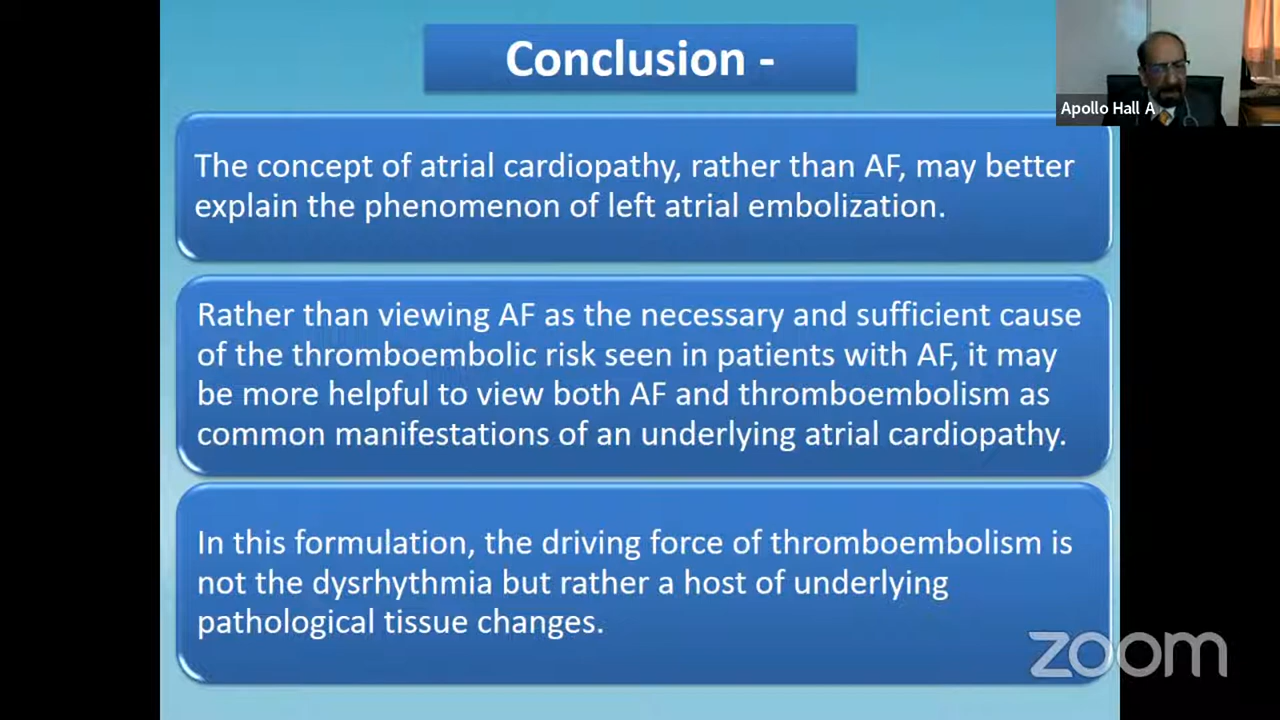 Conclusion -
Apollo Hall A
The concept of atrial cardiopathy, rather than AF, may better
explain the phenomenon of left atrial embolization.
Rather than viewing AF as the necessary and sufficient cause
of the thromboembolic risk seen in patients with AF, it may
be more helpful to view both AF and thromboembolism as
common manifestations of an underlying atrial cardiopathy.
In this formulation, the driving force of thromboembolism is
not the dysrhythmia but rather a host of underlying
pathological tissue changes.
zoom